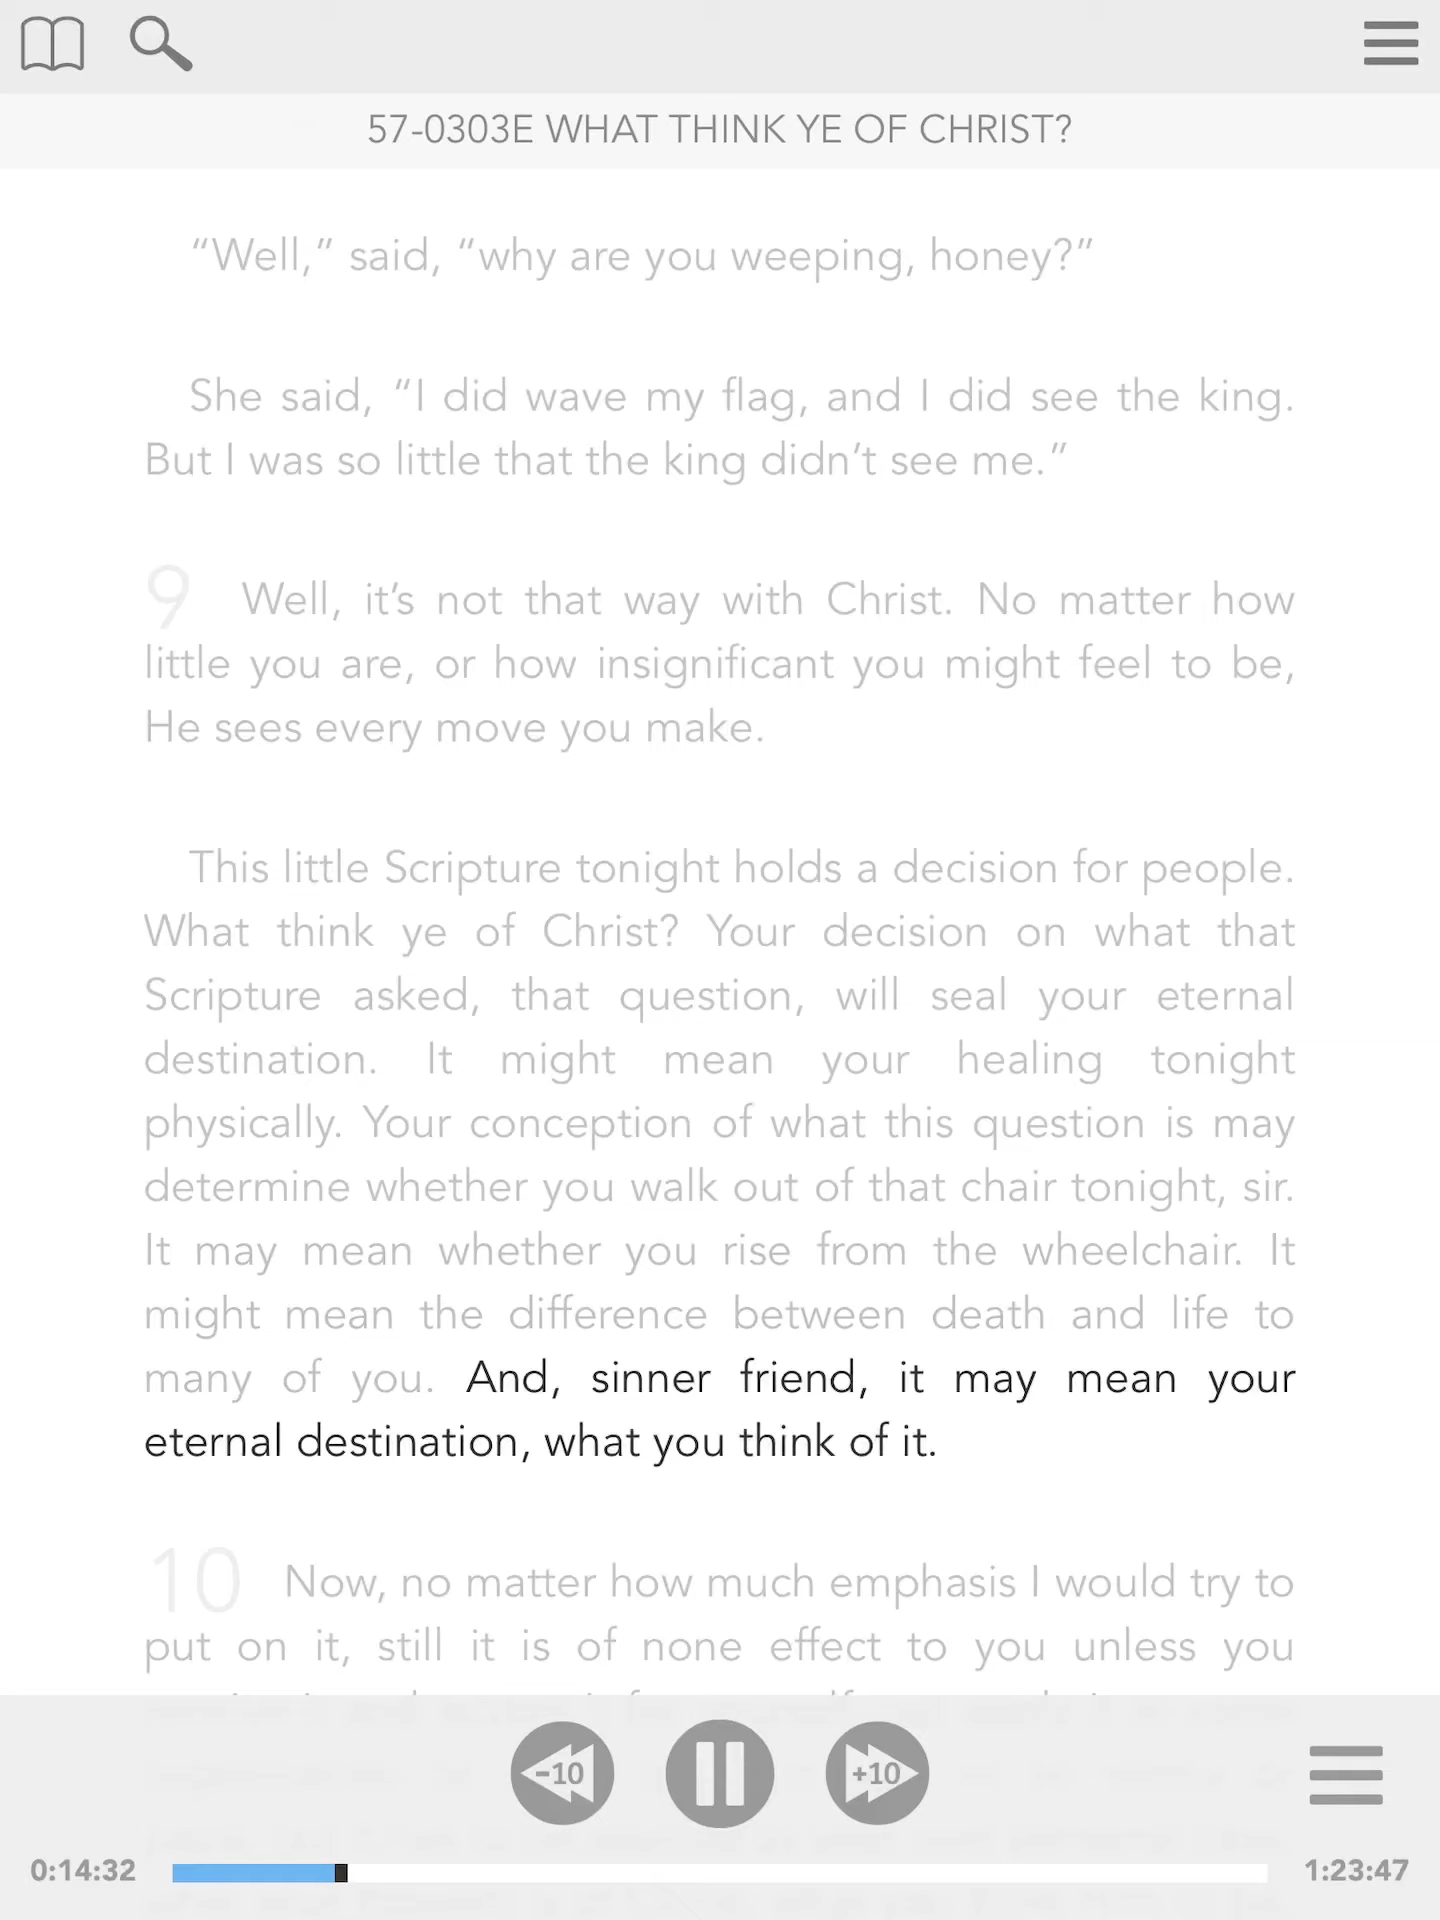 57-0303E WHAT THINK YE OF CHRIST?
“Well,” said, “why are you weeping, honey?”
She said, “I did wave my flag, and I did see the king.
But I was so little that the king didn’t see me.”
9 Well, it’s not that way with Christ. No matter how
little you are, or how insignificant you might feel to be,
He sees every move you make.
This little Scripture tonight holds a decision for people.
What think ye of Christ? Your decision on what that
Scripture asked, that question, will seal your eternal
destination. It might mean your healing tonight
physically. Your conception of what this question is may
determine whether you walk out of that chair tonight, sir.
It may mean whether you rise from the wheelchair. It
might mean the difference between death and life to
many of you. And, sinner friend, it may mean your
eternal destination, what you think of it.
10 Now, no matter how much emphasis I would try to
put on it, still it is of none effect to you unless you
-10 +10
0:14:32 1:23:47